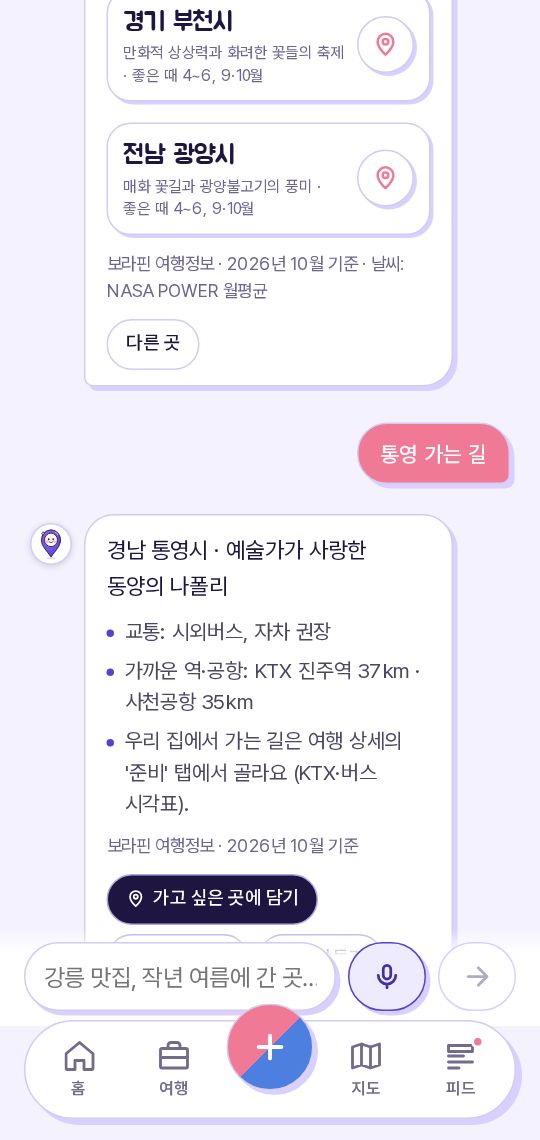 경기 부천시
만화적 상상력과 화려한 꽃들의 축제
· 좋은 때 4~6, 9·10월
전남 광양시
매화 꽃길과 광양불고기의 풍미 ·
좋은 때 4~6, 9·10월
보라핀 여행정보 · 2026년 10월 기준 · 날씨:
NASA POWER 월평균
다른 곳
통영 가는 길
경남 통영시 · 예술가가 사랑한
동양의 나폴리
교통: 시외버스, 자차 권장
가까운 역·공항: KTX 진주역 37km ·
사천공항 35km
우리 집에서 가는 길은 여행 상세의
'준비' 탭에서 골라요 (KTX·버스
시각표).
보라핀 여행정보 · 2026년 10월 기준
가고 싶은 곳에 담기
강릉 맛집, 작년 여름에 간 곳…
홈
여행
지도
피드